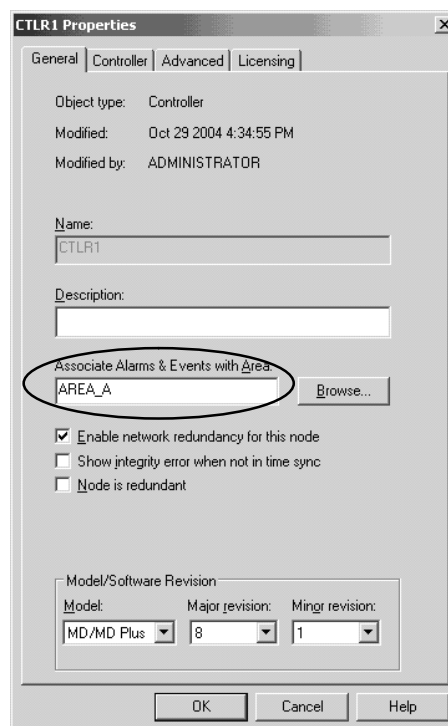 CTLR1 Properties
General Controller Advanced Licensing
Object type: Controller
Modified: Oct 29 2004 4:34:55 PM
Modified by: ADMINISTRATOR
Name:
CTLR1
Description:
Associate Alarms & Events with Area:
AREA_A
Browse...
Enable network redundancy for this node
Show integrity error when not in time sync
Node is redundant
Model/Software Revision
Model: Major revision: Minor revision:
MD/MD Plus 8 1
OK Cancel Help